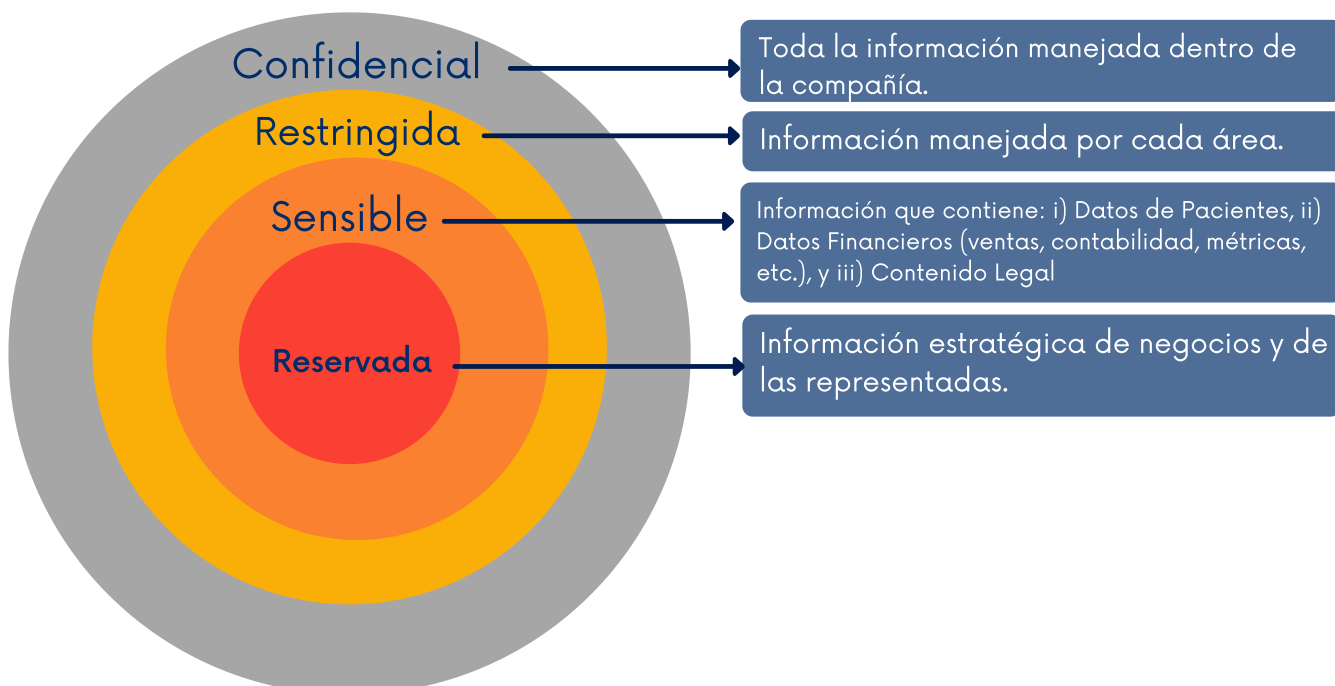 Confidencial
Toda la información manejada dentro de
la compañía.
Restringida
Información manejada por cada área.
Sensible
Información que contiene: i) Datos de Pacientes, ii)
Datos Financieros (ventas, contabilidad, métricas,
etc.), y iii) Contenido Legal
Reservada
Información estratégica de negocios y de
las representadas.